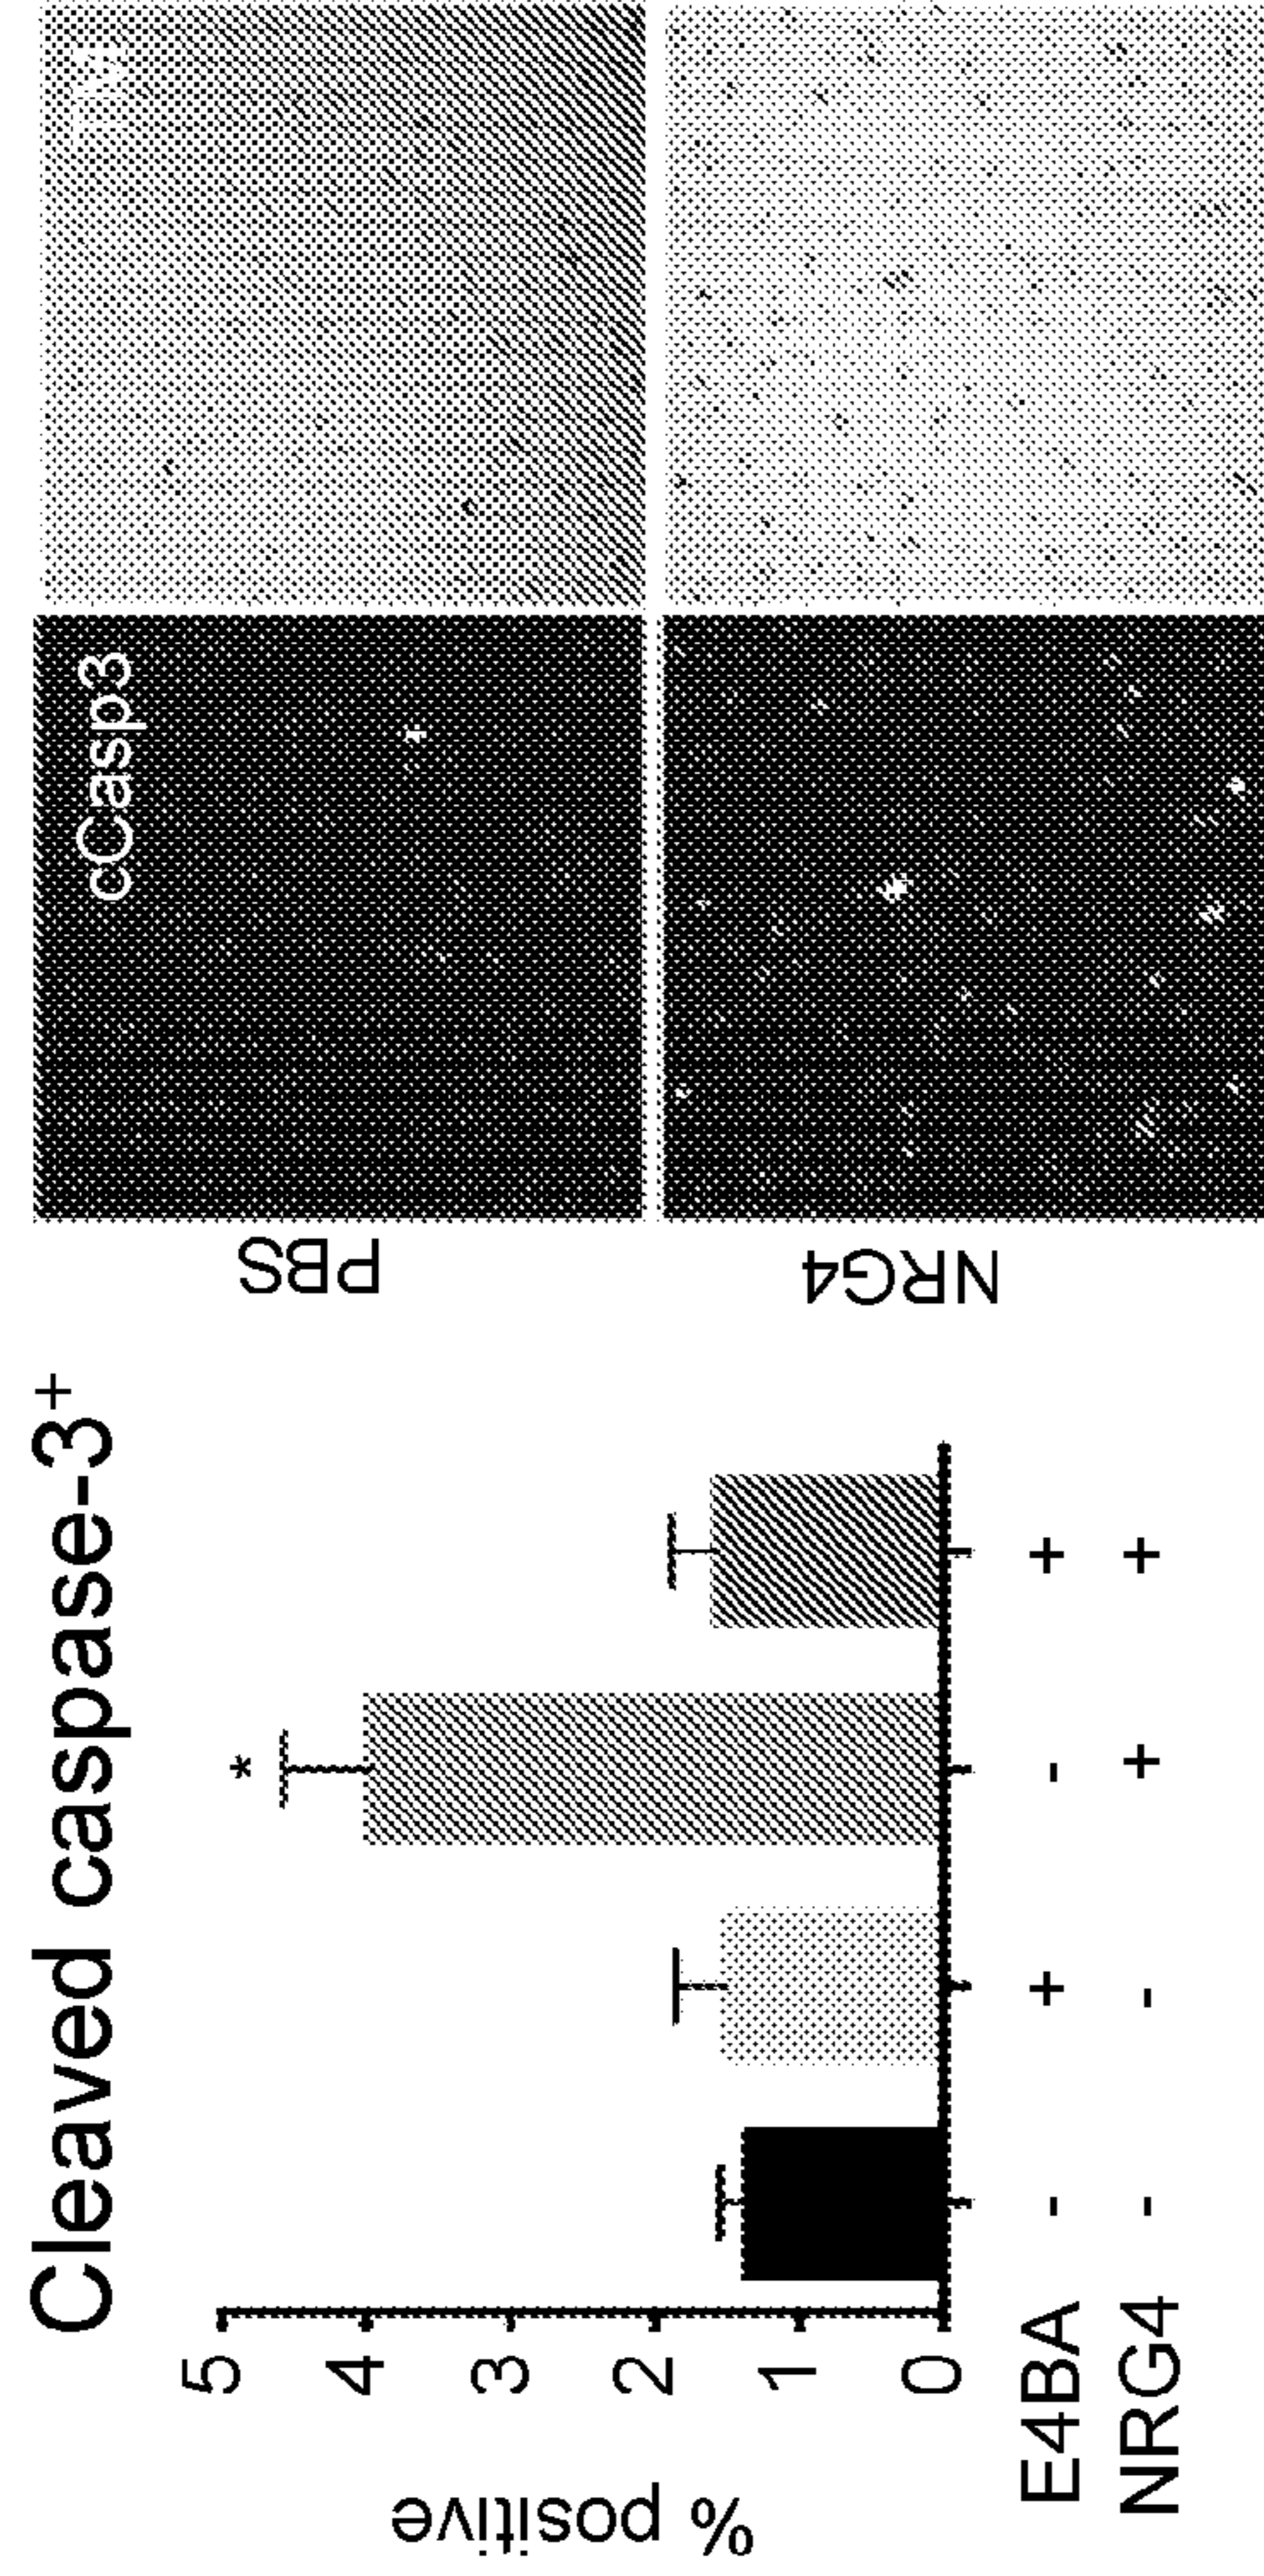 Cleaved caspase-3⁺
% positive
5
4
3
2
1
0
E4BA - + - +
NRG4 - - + +
*
cCasp3
PBS
NRG4